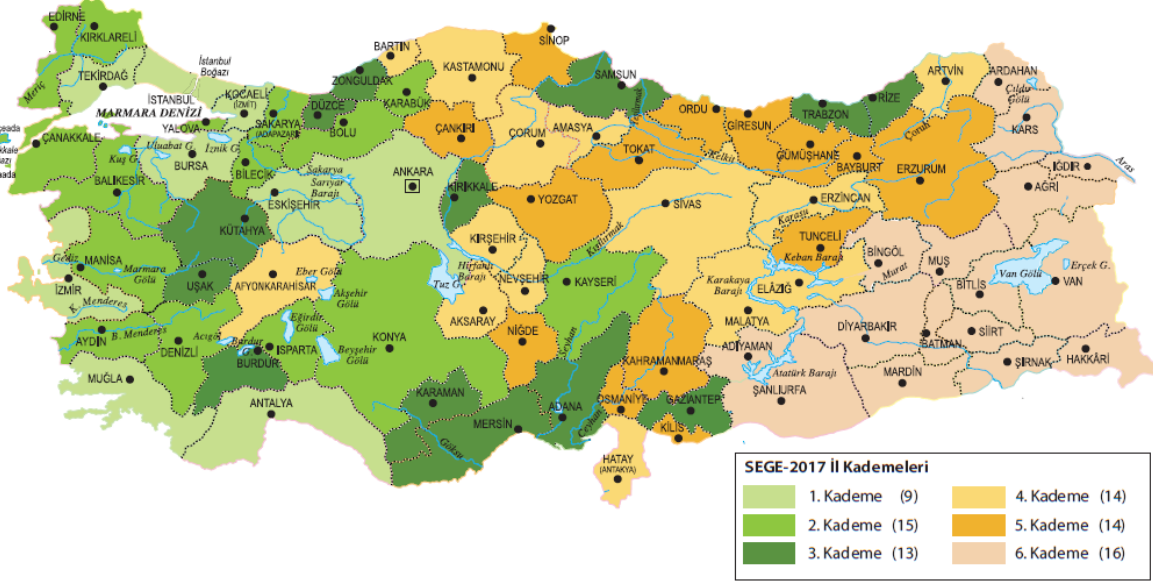 EDİRNE
KIRKLARELİ
TEKİRDAĞ
Meriç
İstanbul
Boğazı
İSTANBUL
MARMARA DENİZİ
KOCAELİ
(İZMİT)
YALOVA
SAKARYA
(ADAPAZARI)
DÜZCE
BOLU
ZONGULDAK
BARTIN
KARABÜK
KASTAMONU
SİNOP
SAMSUN
ORDU
GİRESUN
TRABZON
RİZE
ARTVİN
ARDAHAN
Çıldır
Gölü
KARS
Aras
IĞDIR
AĞRI
ÇANAKKALE
Kuş G.
Uluabat G.
BURSA
İznik G.
BİLECİK
BALIKESİR
Sakarya
Sarıyar
Barajı
ESKİŞEHİR
ANKARA
KIRIKKALE
ÇANKIRI
ÇORUM
AMASYA
Yeşilırmak
TOKAT
Kelkit
GÜMÜŞHANE
BAYBURT
Çoruh
ERZURUM
YOZGAT
SİVAS
Kızılırmak
ERZİNCAN
Karasu
TUNCELİ
Keban Barajı
BİNGÖL
Murat
MUŞ
Van Gölü
Erçek G.
VAN
BİTLİS
KÜTAHYA
Gediz
MANİSA
Marmara
Gölü
UŞAK
AFYONKARAHİSAR
Eber Gölü
Akşehir
Gölü
Tuz G.
Hirfanlı
Barajı
KIRŞEHİR
NEVŞEHİR
KAYSERİ
Karakaya
Barajı
ELÂZIĞ
MALATYA
İZMİR
K. Menderes
B. Menderes
AYDIN
DENİZLİ
Acıgöl
Burdur
G.
BURDUR
Eğirdir
Gölü
ISPARTA
Beyşehir
Gölü
KONYA
AKSARAY
NİĞDE
Seyhan
KAHRAMANMARAŞ
ADIYAMAN
DİYARBAKIR
BATMAN
SİİRT
ŞIRNAK
HAKKÂRİ
MARDİN
Atatürk Barajı
ŞANLIURFA
MUĞLA
ANTALYA
KARAMAN
MERSİN
Göksu
ADANA
Ceyhan
OSMANİYE
GAZİANTEP
KİLİS
HATAY
(ANTAKYA)
SEGE-2017 İl Kademeleri
1. Kademe (9)
2. Kademe (15)
3. Kademe (13)
4. Kademe (14)
5. Kademe (14)
6. Kademe (16)